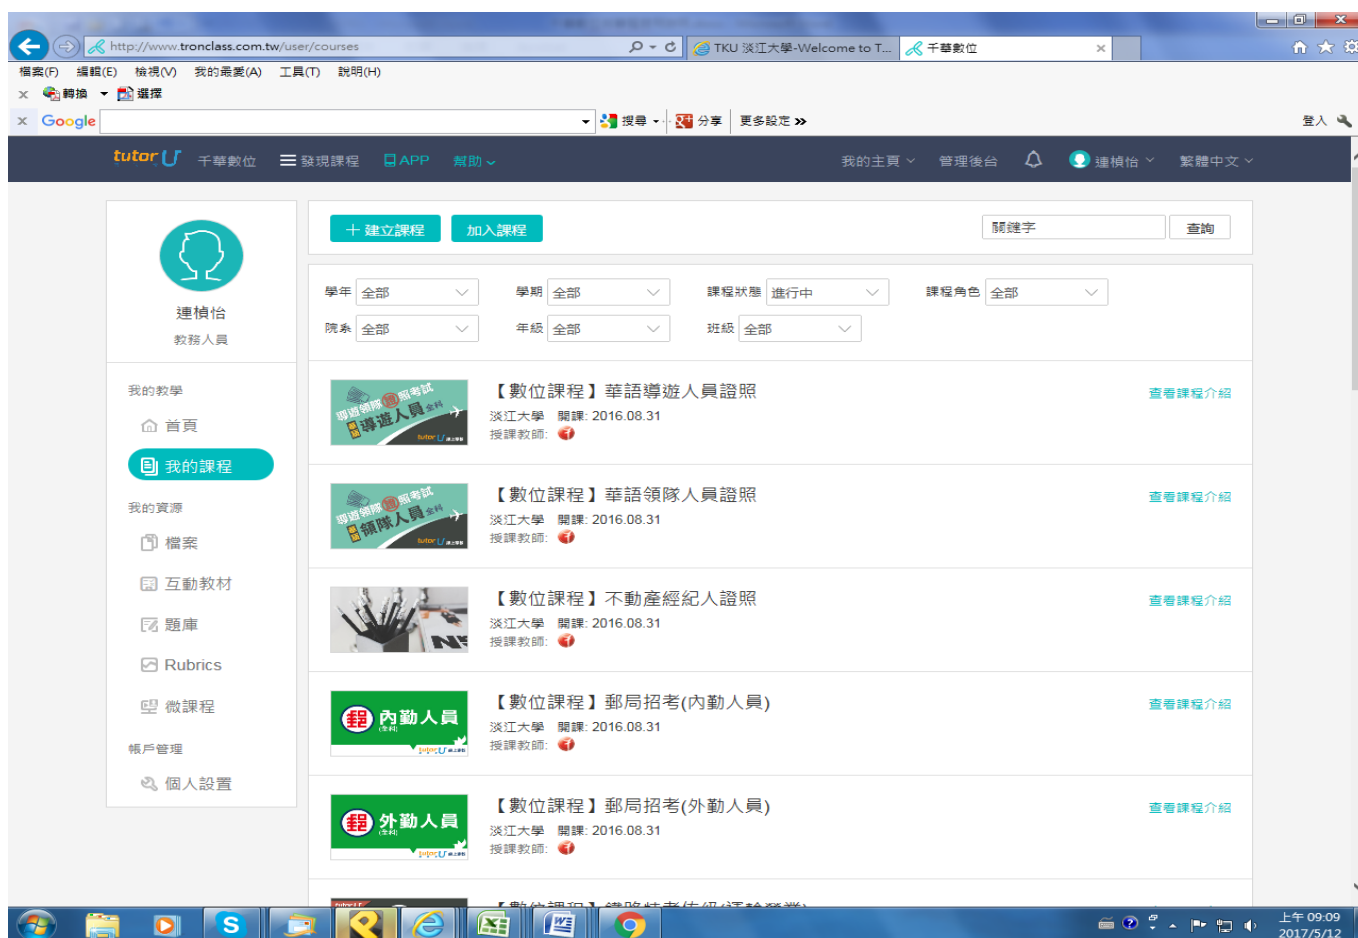 http://www.tronclass.com.tw/user/courses
TKU 淡江大學-Welcome to T...
千華數位
檔案(F) 編輯(E) 檢視(V) 我的最愛(A) 工具(T) 說明(H)
x 轉換 選擇
x Google 搜尋 分享 更多設定 登入
tutor U 千華數位 發現課程 APP 幫助 我的主頁 管理後台 連楨怡 繁體中文
連楨怡
教務人員
我的教學
首頁
我的課程
我的資源
檔案
互動教材
題庫
Rubrics
微課程
帳戶管理
個人設置
+ 建立課程 加入課程 關鍵字 查詢
學年 全部 學期 全部 課程狀態 進行中 課程角色 全部
院系 全部 年級 全部 班級 全部
導遊人員 全科
【數位課程】華語導遊人員證照 查看課程介紹
淡江大學 開課: 2016.08.31
授課教師:
領隊人員 全科
【數位課程】華語領隊人員證照 查看課程介紹
淡江大學 開課: 2016.08.31
授課教師:
【數位課程】不動產經紀人證照 查看課程介紹
淡江大學 開課: 2016.08.31
授課教師:
郵 內勤人員
(全科)
tutor U
【數位課程】郵局招考(內勤人員) 查看課程介紹
淡江大學 開課: 2016.08.31
授課教師:
郵 外勤人員
(全科)
tutor U
【數位課程】郵局招考(外勤人員) 查看課程介紹
淡江大學 開課: 2016.08.31
授課教師:
上午 09:09
2017/5/12